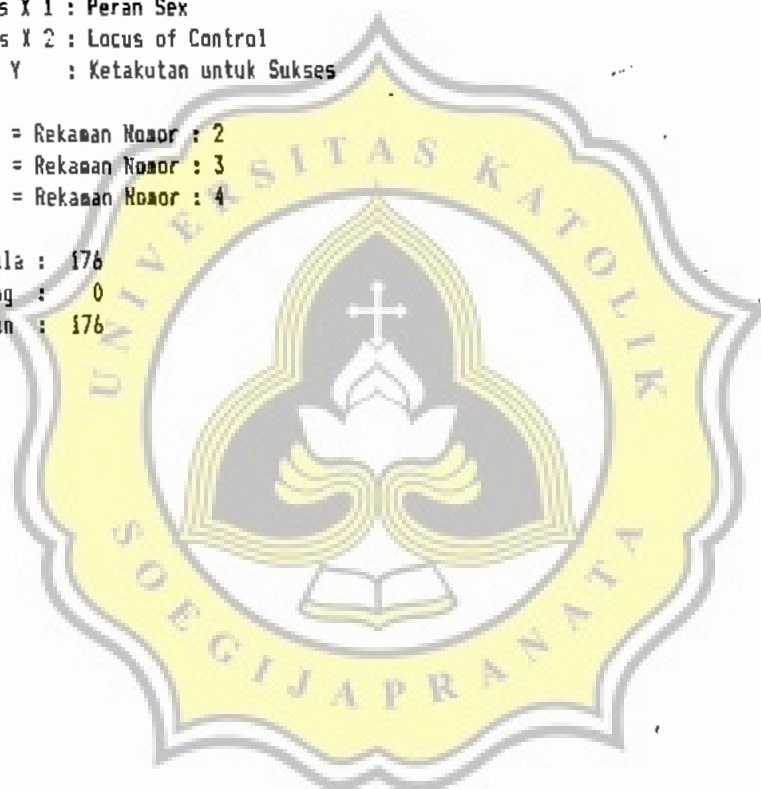 s X 1 : Peran Sex
s X 2 : Locus of Control
Y : Ketakutan untuk Sukses
= Rekaman Nomor : 2
= Rekaman Nomor : 3
= Rekaman Nomor : 4
ula : 176
g : 0
n : 176
UNIVERSITAS KATOLIK
SOEGIJAPRANATA